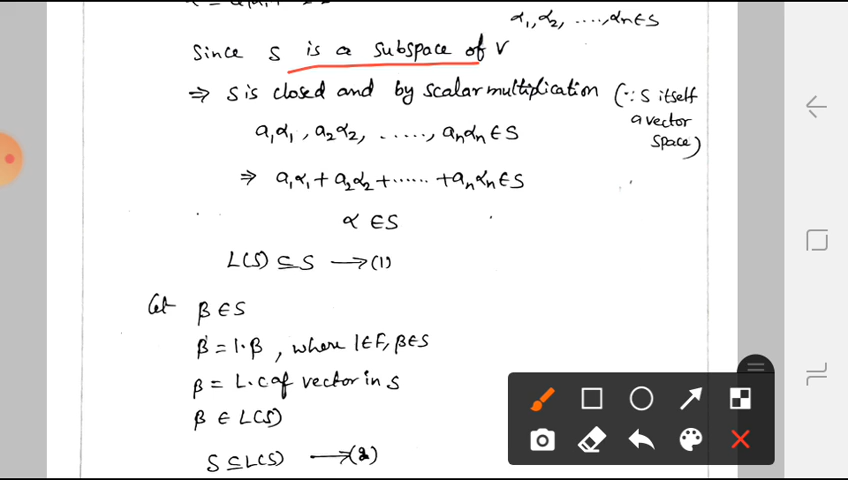 α₁, α₂, ....., αₙ ∈ S
Since S is a subspace of V
⇒ S is closed and by scalar multiplication (∵ S itself a vector space)
a₁α₁, a₂α₂, ......, aₙαₙ ∈ S
⇒ a₁α₁ + a₂α₂ + ...... + aₙαₙ ∈ S
α ∈ S
L(S) ⊆ S → (1)
Let β ∈ S
β = 1·β, where 1 ∈ F, β ∈ S
β = L.C of vector in S
β ∈ L(S)
S ⊆ L(S) → (2)